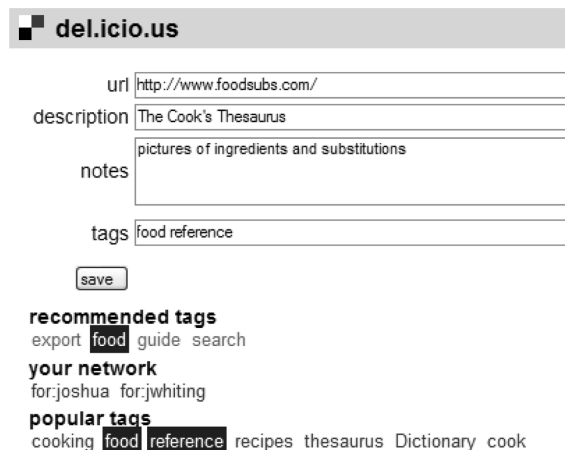 del.icio.us
url http://www.foodsubs.com/
description The Cook's Thesaurus
notes pictures of ingredients and substitutions
tags food reference
save
recommended tags
export food guide search
your network
for:joshua for:jwhiting
popular tags
cooking food reference recipes thesaurus Dictionary cook